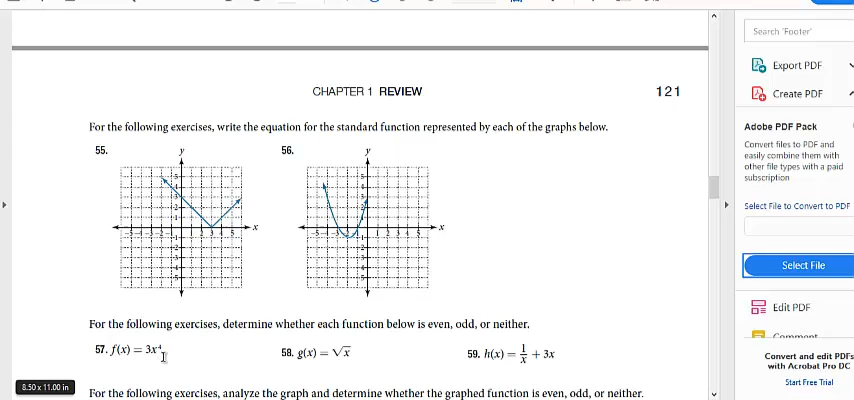 Search 'Footer'
CHAPTER 1 REVIEW
121
Export PDF
Create PDF
For the following exercises, write the equation for the standard function represented by each of the graphs below.
Adobe PDF Pack
Convert files to PDF and
easily combine them with
other file types with a paid
subscription
55.
y
x
56.
y
x
Select File to Convert to PDF
Select File
Edit PDF
For the following exercises, determine whether each function below is even, odd, or neither.
Comment
57. f(x) = 3x⁴
58. g(x) = √x
59. h(x) = 1/x + 3x
Convert and edit PDFs
with Acrobat Pro DC
Start Free Trial
8.50 x 11.00 in
For the following exercises, analyze the graph and determine whether the graphed function is even, odd, or neither.